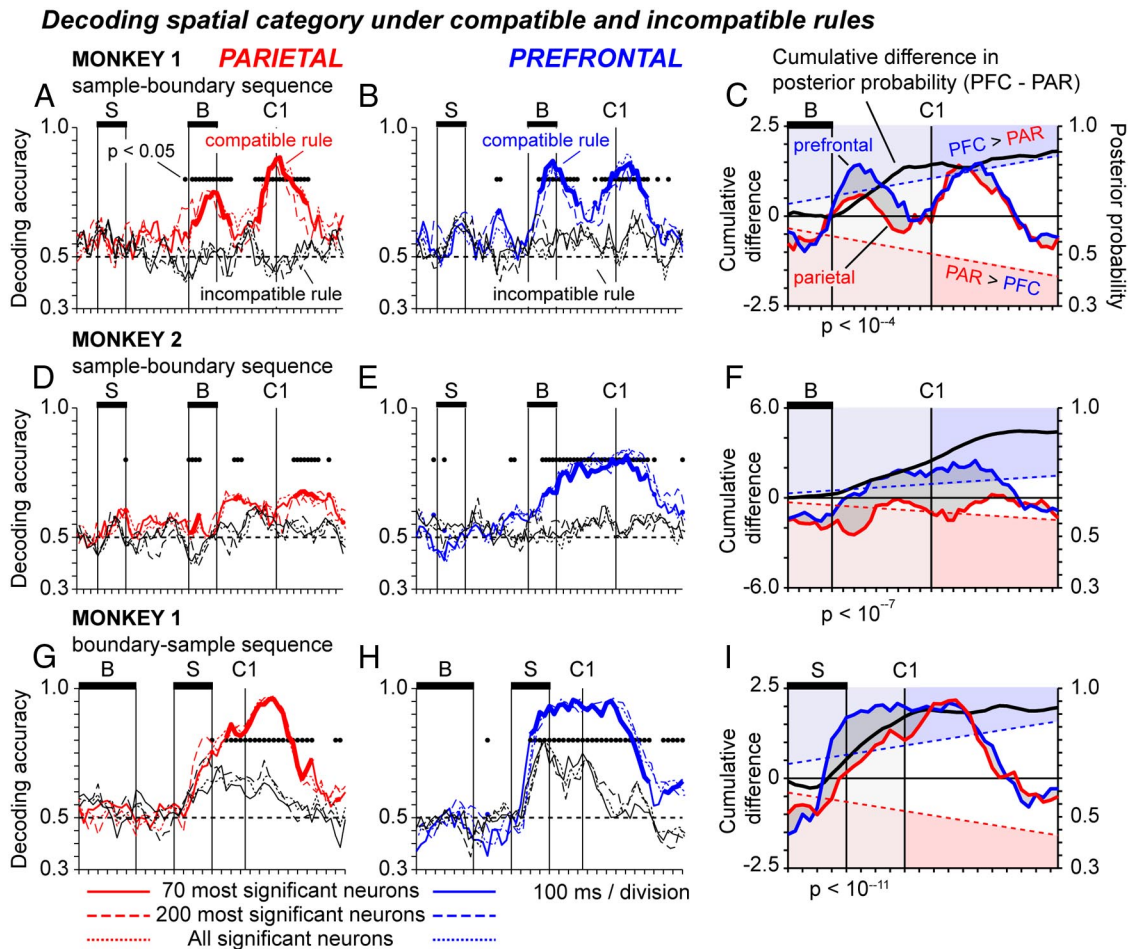 Decoding spatial category under compatible and incompatible rules
MONKEY 1
PARIETAL
PREFRONTAL
Cumulative difference in
posterior probability (PFC - PAR)
sample-boundary sequence
A
S
B
C1
1.0
0.5
0.3
Decoding accuracy
p < 0.05
compatible rule
incompatible rule
B
S
B
C1
compatible rule
incompatible rule
C
B
C1
2.5
0
-2.5
Cumulative
difference
prefrontal
parietal
PFC > PAR
PAR > PFC
1.0
0.5
0.3
Posterior probability
p < 10⁻⁴
MONKEY 2
sample-boundary sequence
D
S
B
C1
1.0
0.5
0.3
Decoding accuracy
E
S
B
C1
1.0
0.5
0.3
F
B
C1
6.0
0
-6.0
Cumulative
difference
1.0
0.5
0.3
p < 10⁻⁷
MONKEY 1
boundary-sample sequence
G
B
S
C1
1.0
0.5
0.3
Decoding accuracy
H
B
S
C1
1.0
0.5
0.3
I
S
C1
2.5
0
-2.5
Cumulative
difference
1.0
0.5
0.3
p < 10⁻¹¹
70 most significant neurons
100 ms / division
200 most significant neurons
All significant neurons